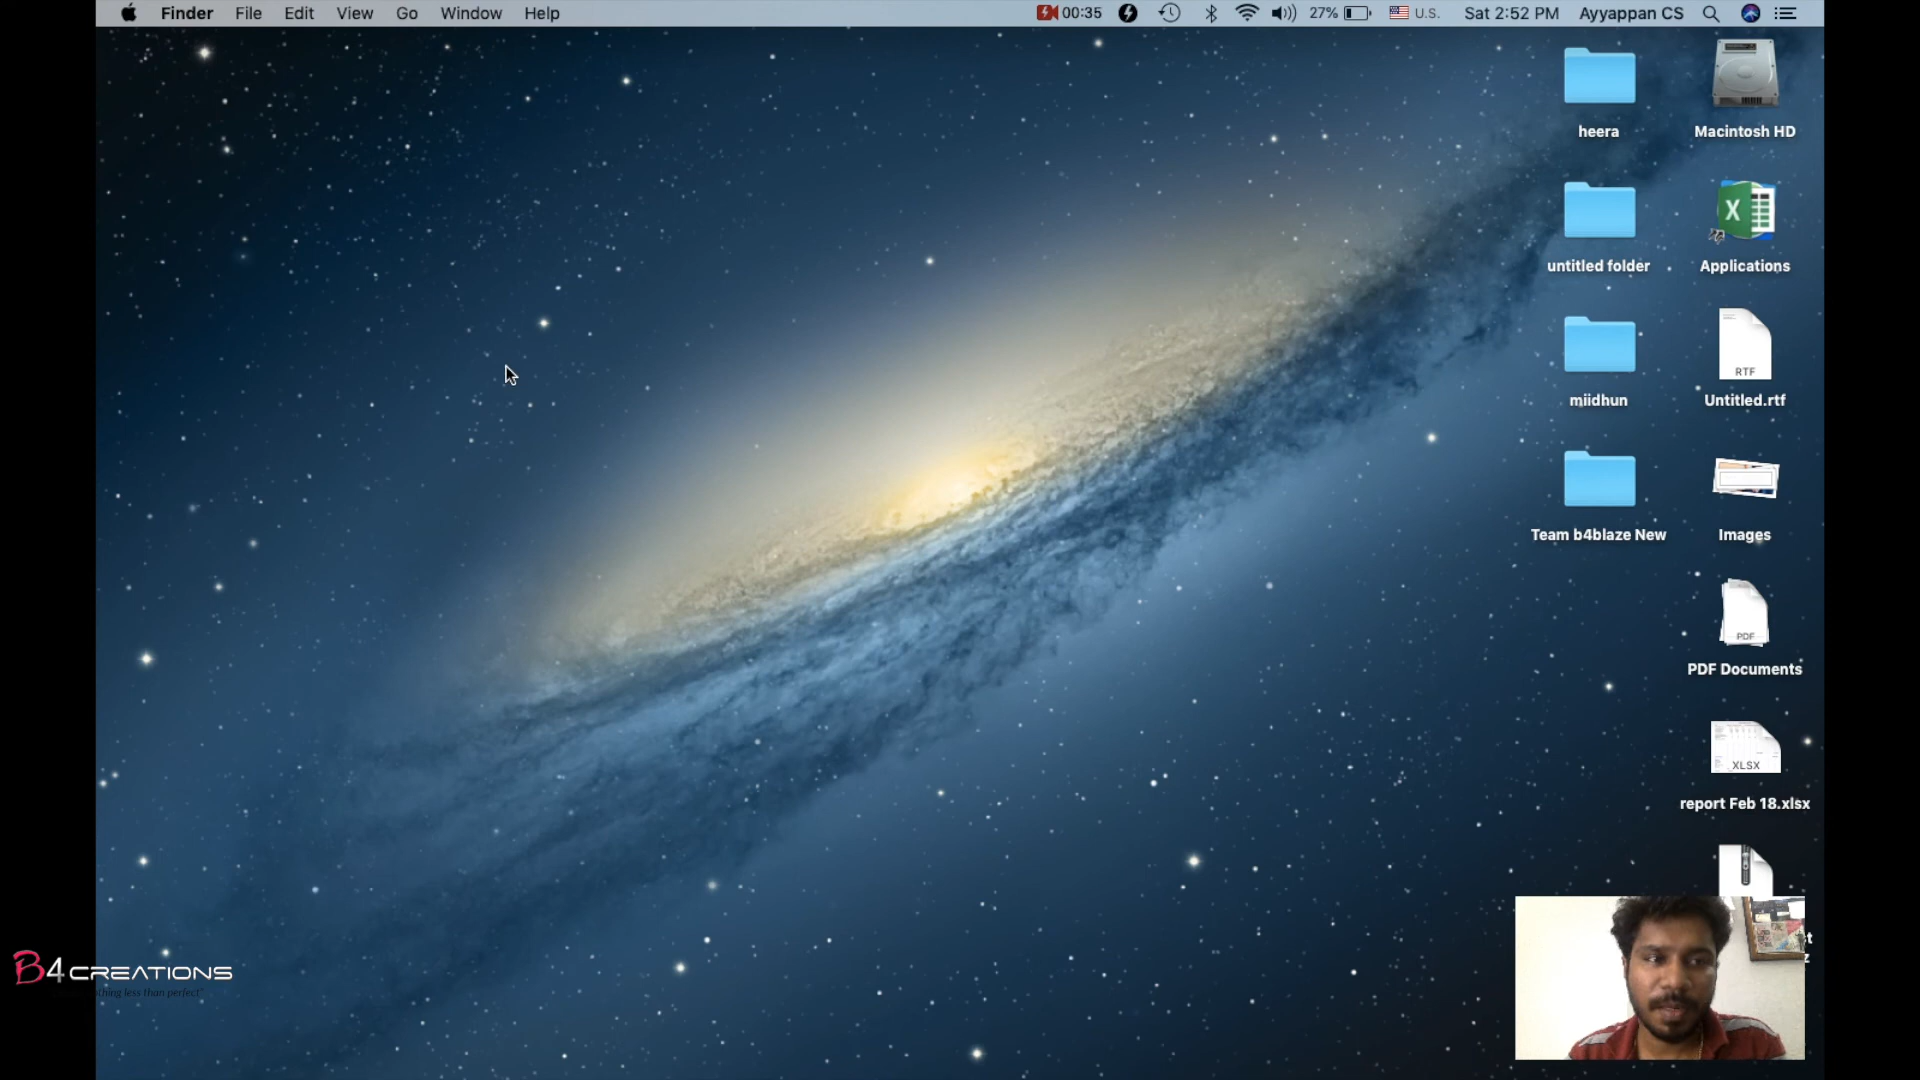 Finder File Edit View Go Window Help
00:35 27% U.S. Sat 2:52 PM Ayyappan CS
heera
Macintosh HD
untitled folder
Applications
RTF
miidhun
Untitled.rtf
Team b4blaze New
Images
PDF
PDF Documents
XLSX
report Feb 18.xlsx
B4CREATIONS
thing less than perfect"